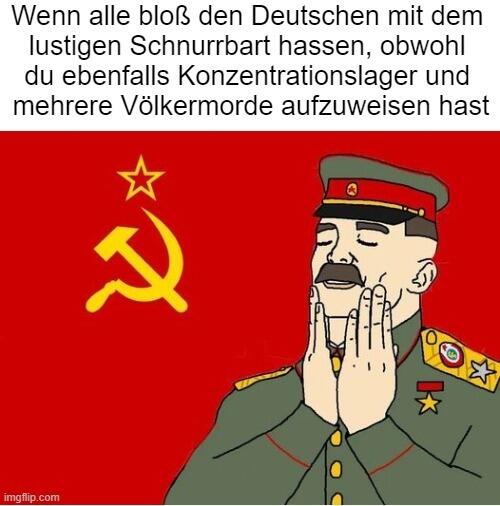 Wenn alle bloß den Deutschen mit dem
lustigen Schnurrbart hassen, obwohl
du ebenfalls Konzentrationslager und
mehrere Völkermorde aufzuweisen hast
imgflip.com